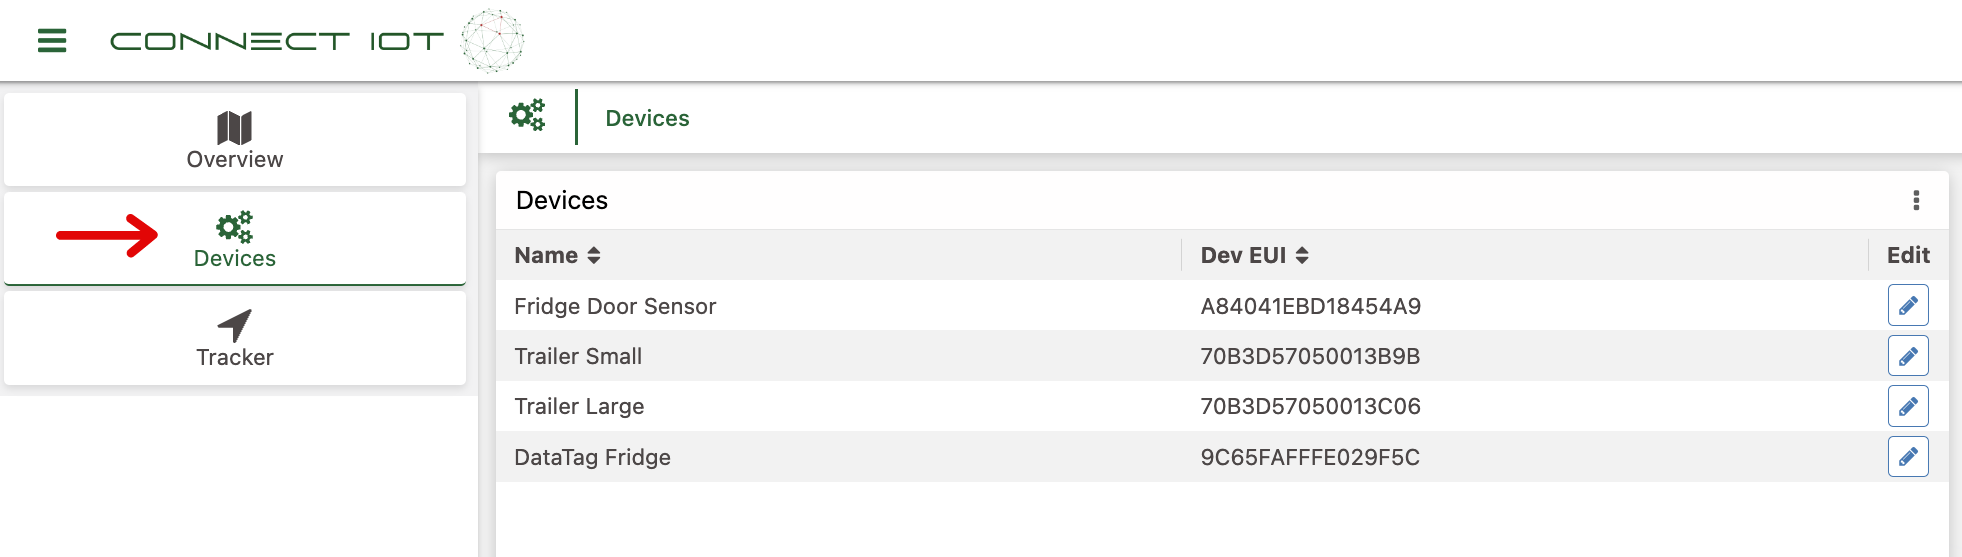 CONNECT IOT
Overview
Devices
Tracker
Devices
Devices
Name Dev EUI Edit
Fridge Door Sensor A84041EBD18454A9
Trailer Small 70B3D57050013B9B
Trailer Large 70B3D57050013C06
DataTag Fridge 9C65FAFFFE029F5C